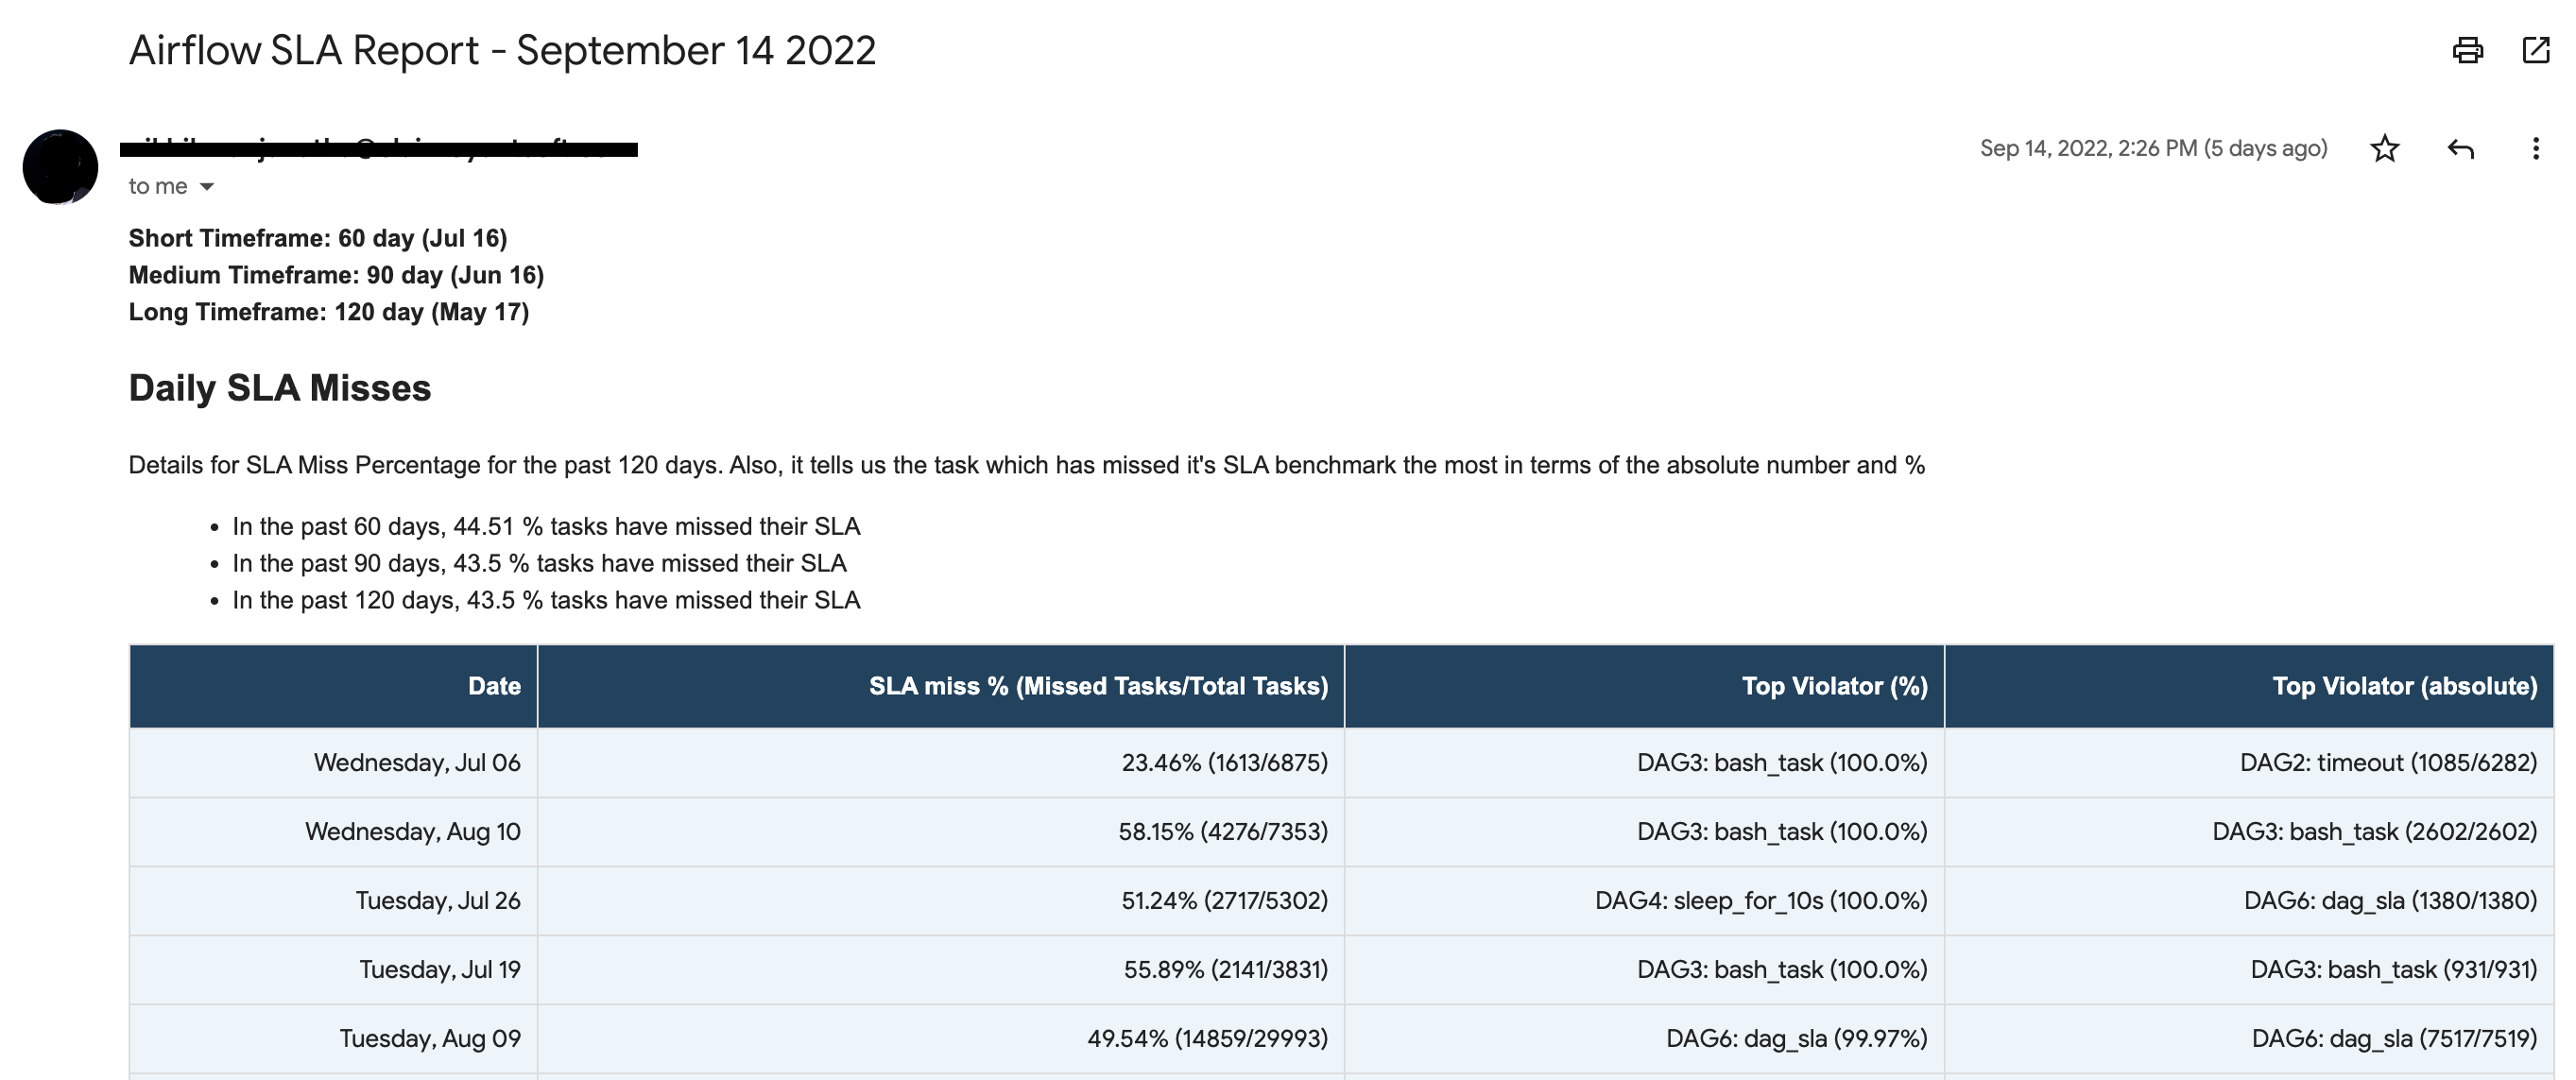 Airflow SLA Report - September 14 2022
Sep 14, 2022, 2:26 PM (5 days ago)
to me
Short Timeframe: 60 day (Jul 16)
Medium Timeframe: 90 day (Jun 16)
Long Timeframe: 120 day (May 17)
Daily SLA Misses
Details for SLA Miss Percentage for the past 120 days. Also, it tells us the task which has missed it's SLA benchmark the most in terms of the absolute number and %
• In the past 60 days, 44.51 % tasks have missed their SLA
• In the past 90 days, 43.5 % tasks have missed their SLA
• In the past 120 days, 43.5 % tasks have missed their SLA
Date SLA miss % (Missed Tasks/Total Tasks) Top Violator (%) Top Violator (absolute)
Wednesday, Jul 06 23.46% (1613/6875) DAG3: bash_task (100.0%) DAG2: timeout (1085/6282)
Wednesday, Aug 10 58.15% (4276/7353) DAG3: bash_task (100.0%) DAG3: bash_task (2602/2602)
Tuesday, Jul 26 51.24% (2717/5302) DAG4: sleep_for_10s (100.0%) DAG6: dag_sla (1380/1380)
Tuesday, Jul 19 55.89% (2141/3831) DAG3: bash_task (100.0%) DAG3: bash_task (931/931)
Tuesday, Aug 09 49.54% (14859/29993) DAG6: dag_sla (99.97%) DAG6: dag_sla (7517/7519)